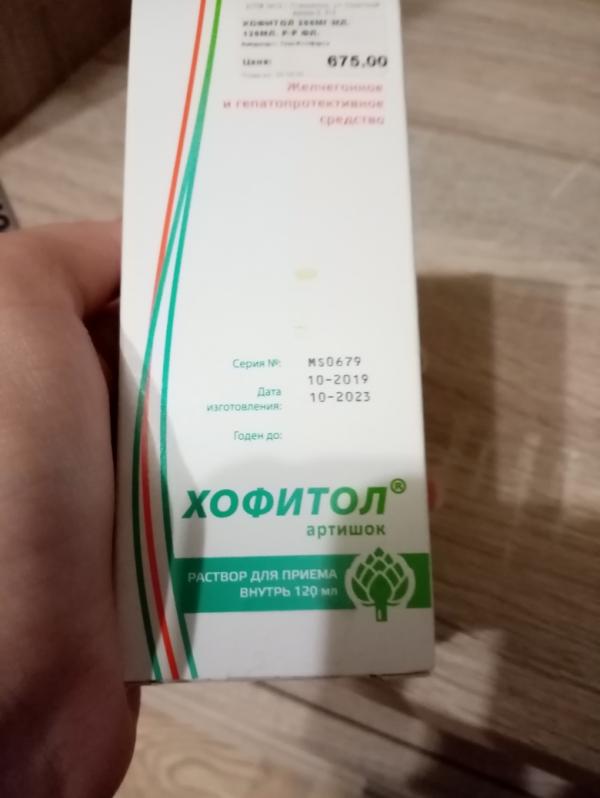 ХОФИТОЛ 200МГ МЛ.
120МЛ. Р-Р ФЛ.
Цена: 675.00
Желчегонное
и гепатопротективное
средство
Серия №: MS0679
10-2019
Дата
изготовления: 10-2023
Годен до:
ХОФИТОЛ®
артишок
РАСТВОР ДЛЯ ПРИЕМА
ВНУТРЬ 120 мл